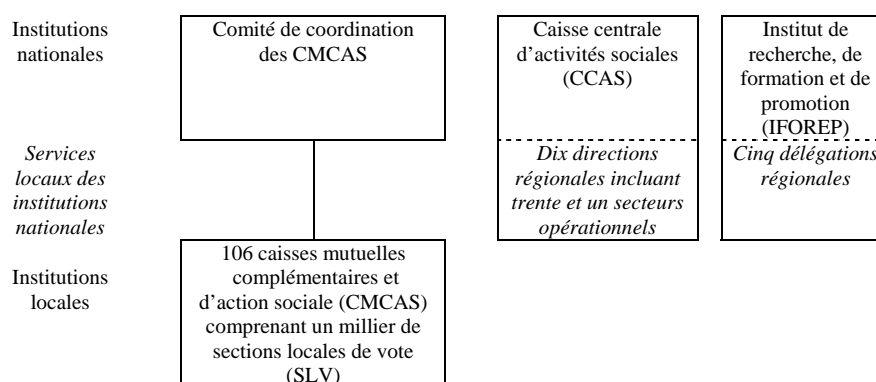 Institutions
nationales
Comité de coordination
des CMCAS
Caisse centrale
d’activités sociales
(CCAS)
Institut de
recherche, de
formation et de
promotion
(IFOREP)
Services
locaux des
institutions
nationales
Dix directions
régionales incluant
trente et un secteurs
opérationnels
Cinq délégations
régionales
Institutions
locales
106 caisses mutuelles
complémentaires et
d’action sociale (CMCAS)
comprenant un millier de
sections locales de vote
(SLV)